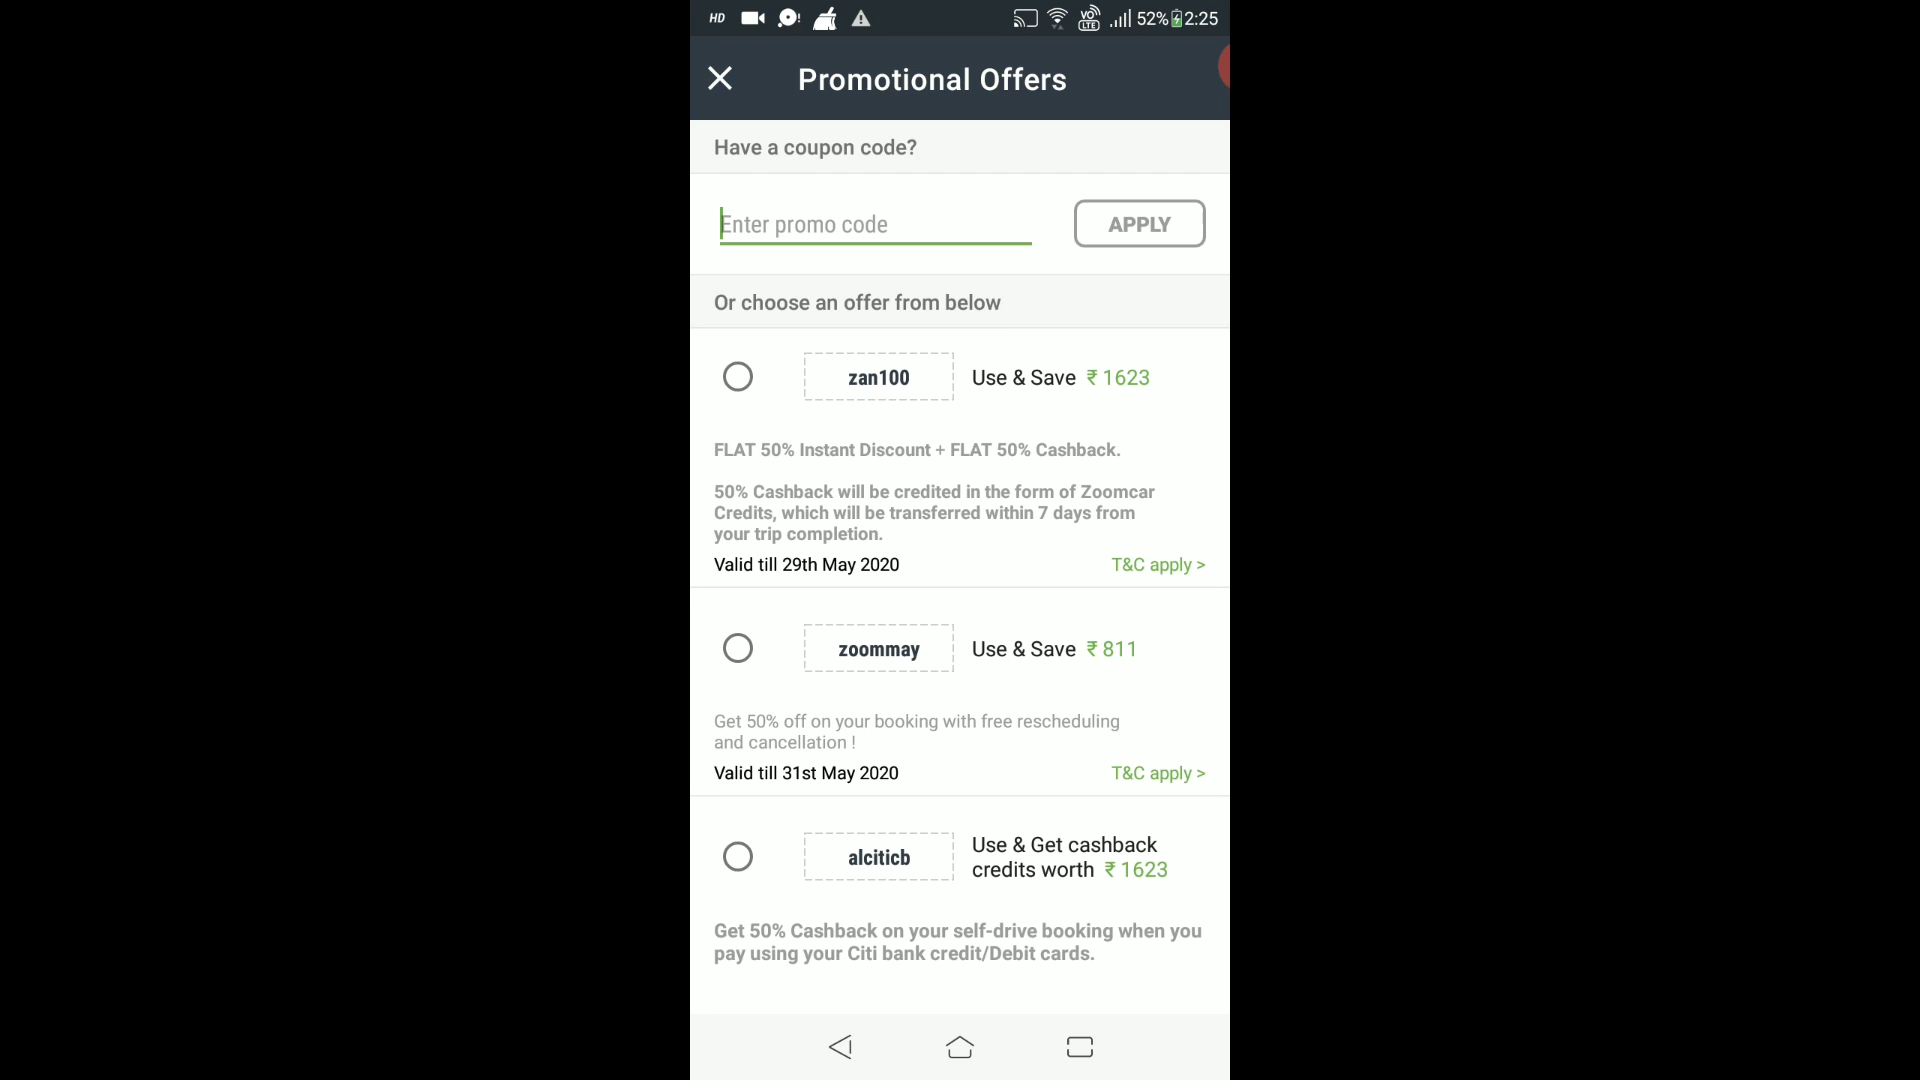 HD VO LTE 52% 2:25
Promotional Offers
Have a coupon code?
Enter promo code APPLY
Or choose an offer from below
zan100 Use & Save ₹ 1623
FLAT 50% Instant Discount + FLAT 50% Cashback.
50% Cashback will be credited in the form of Zoomcar
Credits, which will be transferred within 7 days from
your trip completion.
Valid till 29th May 2020 T&C apply >
zoommay Use & Save ₹ 811
Get 50% off on your booking with free rescheduling
and cancellation !
Valid till 31st May 2020 T&C apply >
alciticb Use & Get cashback
credits worth ₹ 1623
Get 50% Cashback on your self-drive booking when you
pay using your Citi bank credit/Debit cards.